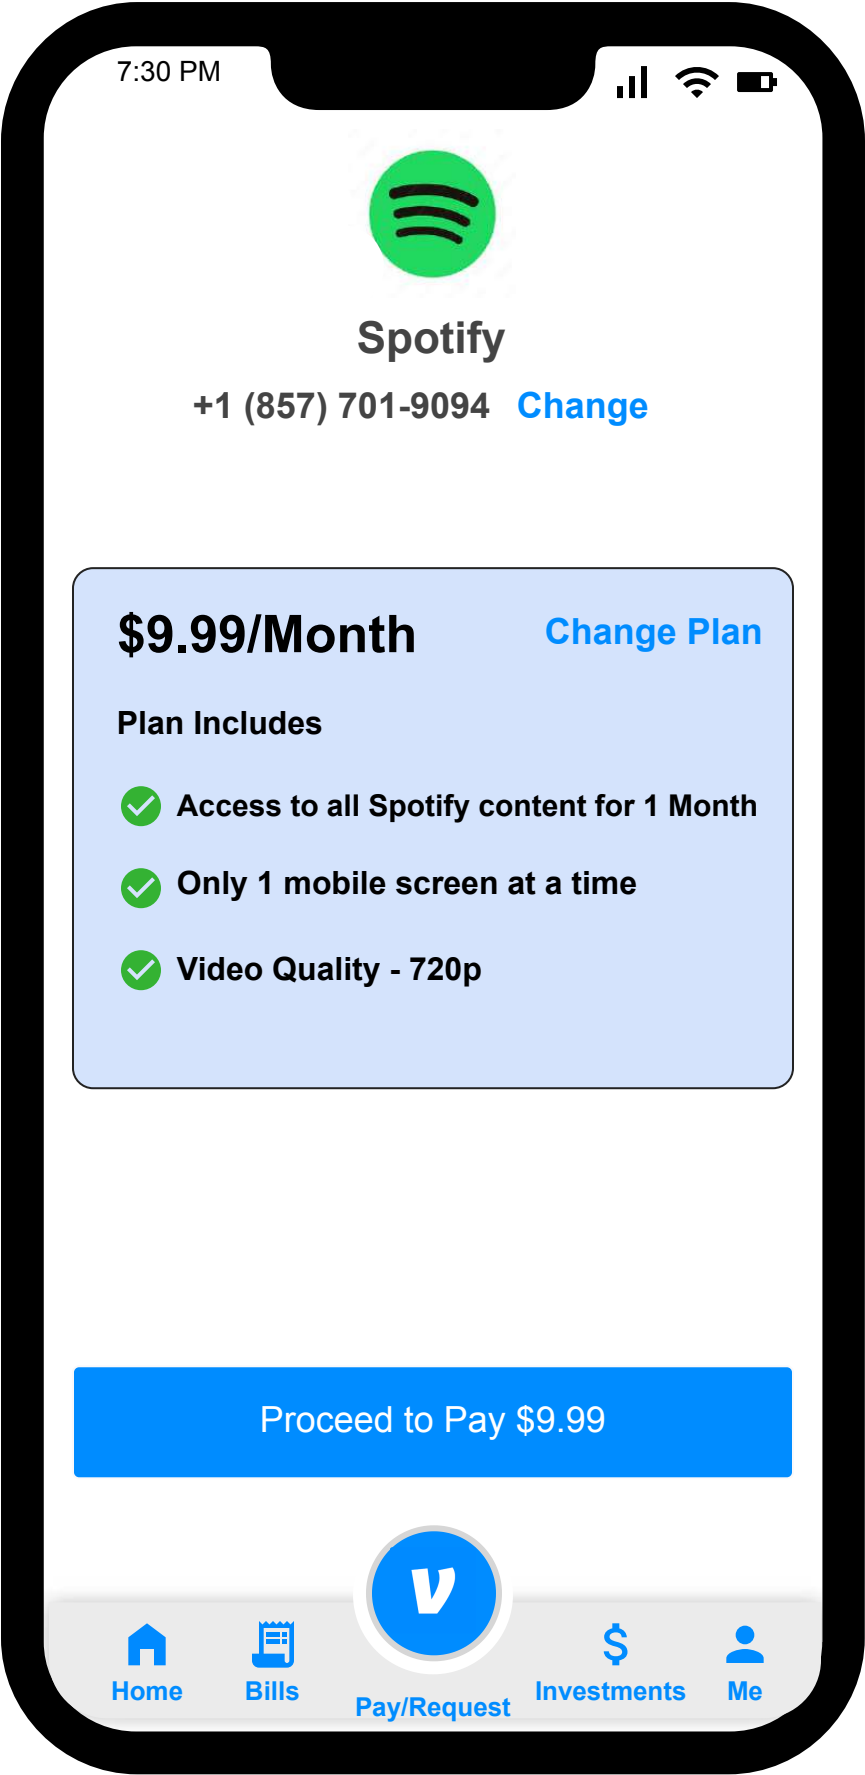 7:30 PM
Spotify
+1 (857) 701-9094 Change
$9.99/Month Change Plan
Plan Includes
Access to all Spotify content for 1 Month
Only 1 mobile screen at a time
Video Quality - 720p
Proceed to Pay $9.99
V
Home Bills Pay/Request Investments Me